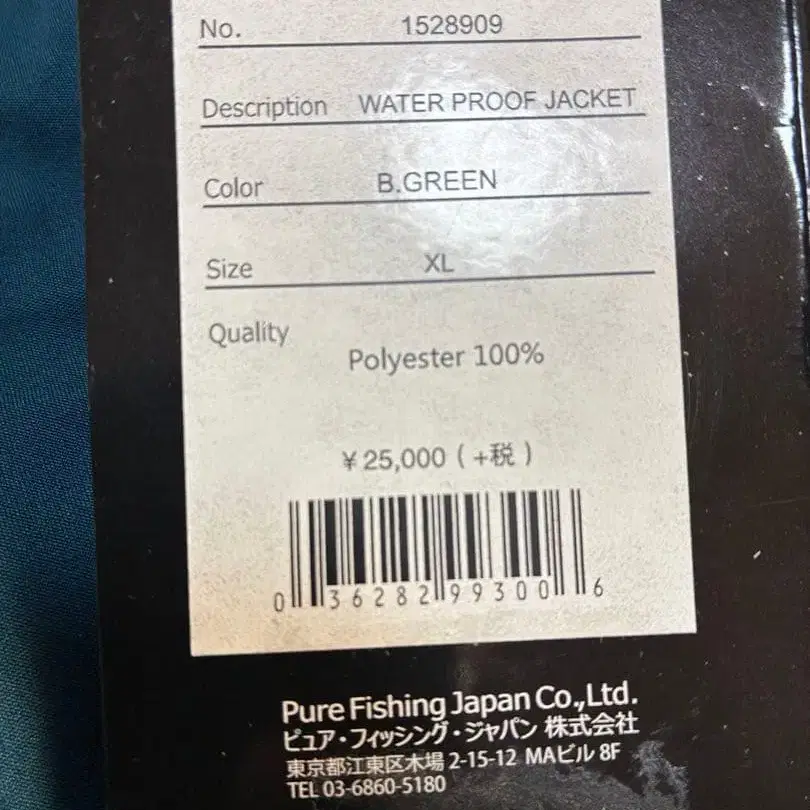 No. 1528909
Description WATER PROOF JACKET
Color B.GREEN
Size XL
Quality
Polyester 100%
¥25,000 (+税)
0 36282 99300 6
Pure Fishing Japan Co.,Ltd.
ピュア・フィッシング・ジャパン 株式会社
東京都江東区木場 2-15-12 MAビル 8F
TEL 03-6860-5180